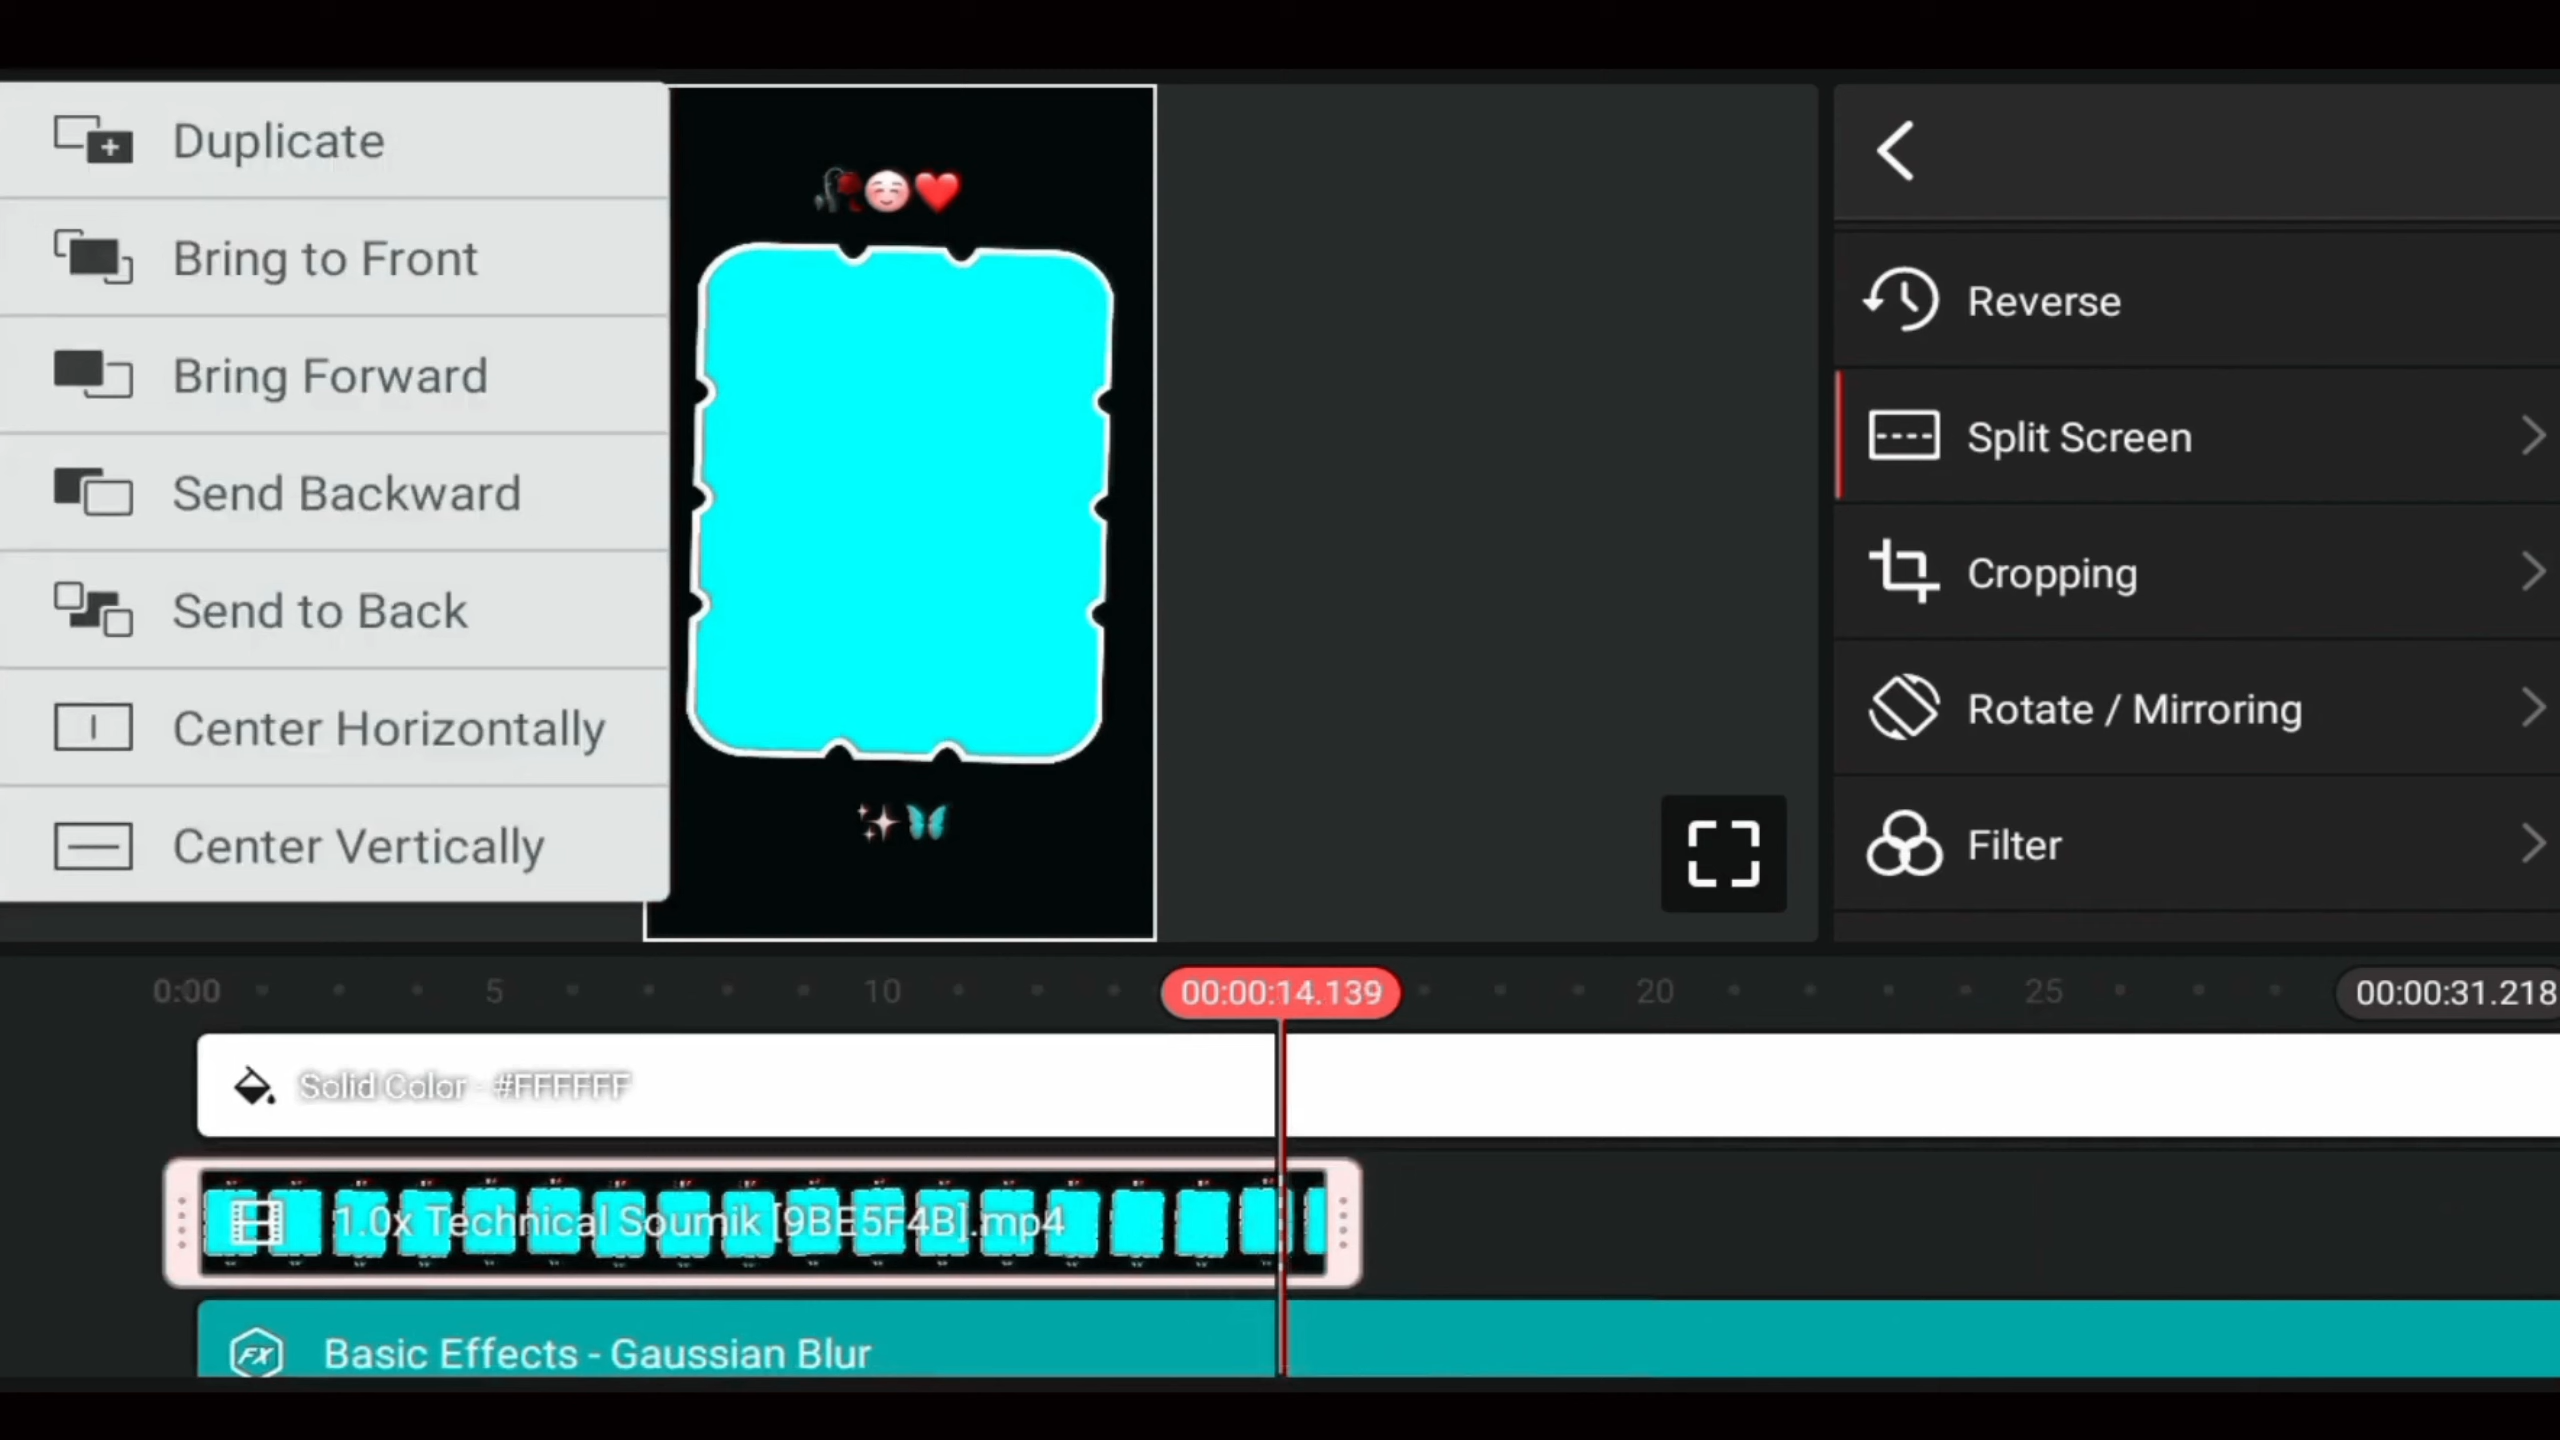 Duplicate
Bring to Front
Bring Forward
Send Backward
Send to Back
Center Horizontally
Center Vertically
Reverse
Split Screen
Cropping
Rotate / Mirroring
Filter
0:00 5 10 00:00:14.139 20 25 00:00:31.218
Solid Color - #FFFFFF
1.0x Technical Soumik [9BE5F4B].mp4
FX Basic Effects - Gaussian Blur